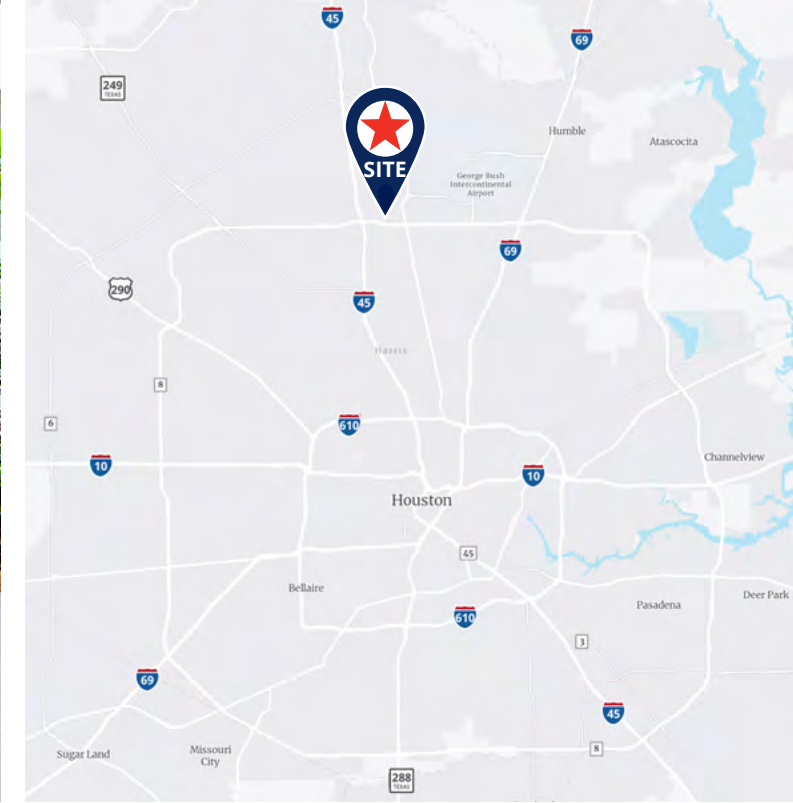 45
69
249
TEXAS
Humble
Atascocita
SITE
George Bush
Intercontinental
Airport
69
290
45
Harris
8
6
610
10
Channelview
10
Houston
45
Bellaire
Deer Park
Pasadena
610
3
69
45
8
Sugar Land
Missouri
City
288
TEXAS